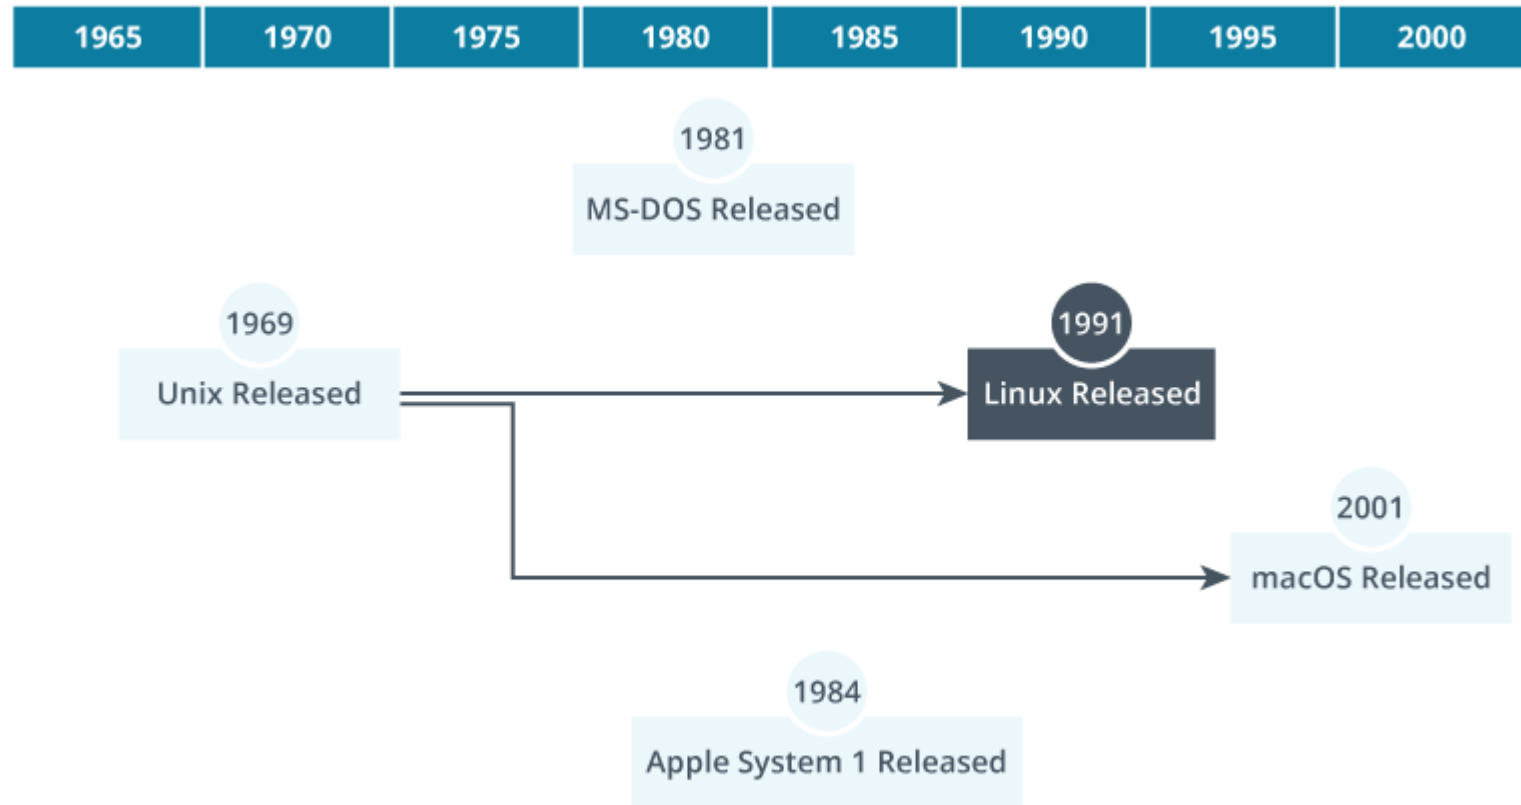 1965 1970 1975 1980 1985 1990 1995 2000
1981
MS-DOS Released
1969
Unix Released
1991
Linux Released
2001
macOS Released
1984
Apple System 1 Released